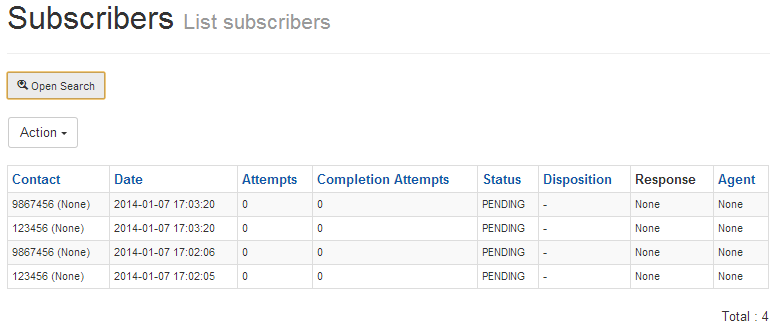 Subscribers List subscribers
Open Search
Action
Contact Date Attempts Completion Attempts Status Disposition Response Agent
9867456 (None) 2014-01-07 17:03:20 0 0 PENDING - None None
123456 (None) 2014-01-07 17:03:20 0 0 PENDING - None None
9867456 (None) 2014-01-07 17:02:06 0 0 PENDING - None None
123456 (None) 2014-01-07 17:02:05 0 0 PENDING - None None
Total : 4